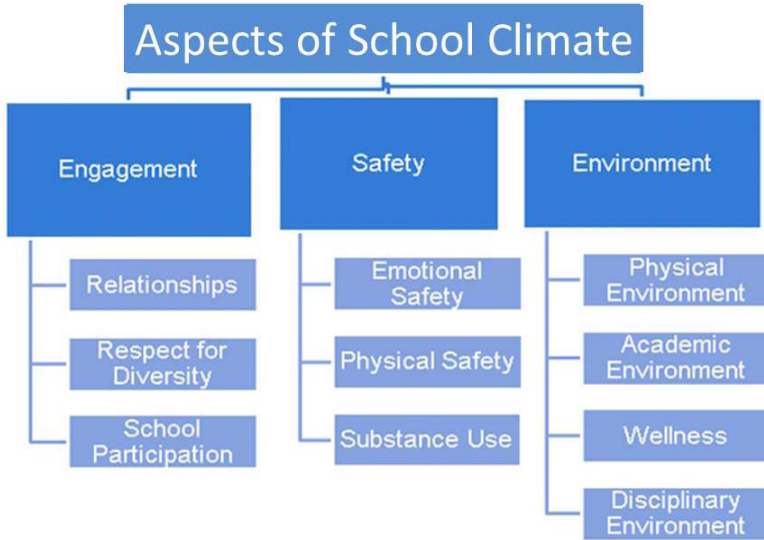 Aspects of School Climate
Engagement
Relationships
Respect for
Diversity
School
Participation
Safety
Emotional
Safety
Physical Safety
Substance Use
Environment
Physical
Environment
Academic
Environment
Wellness
Disciplinary
Environment